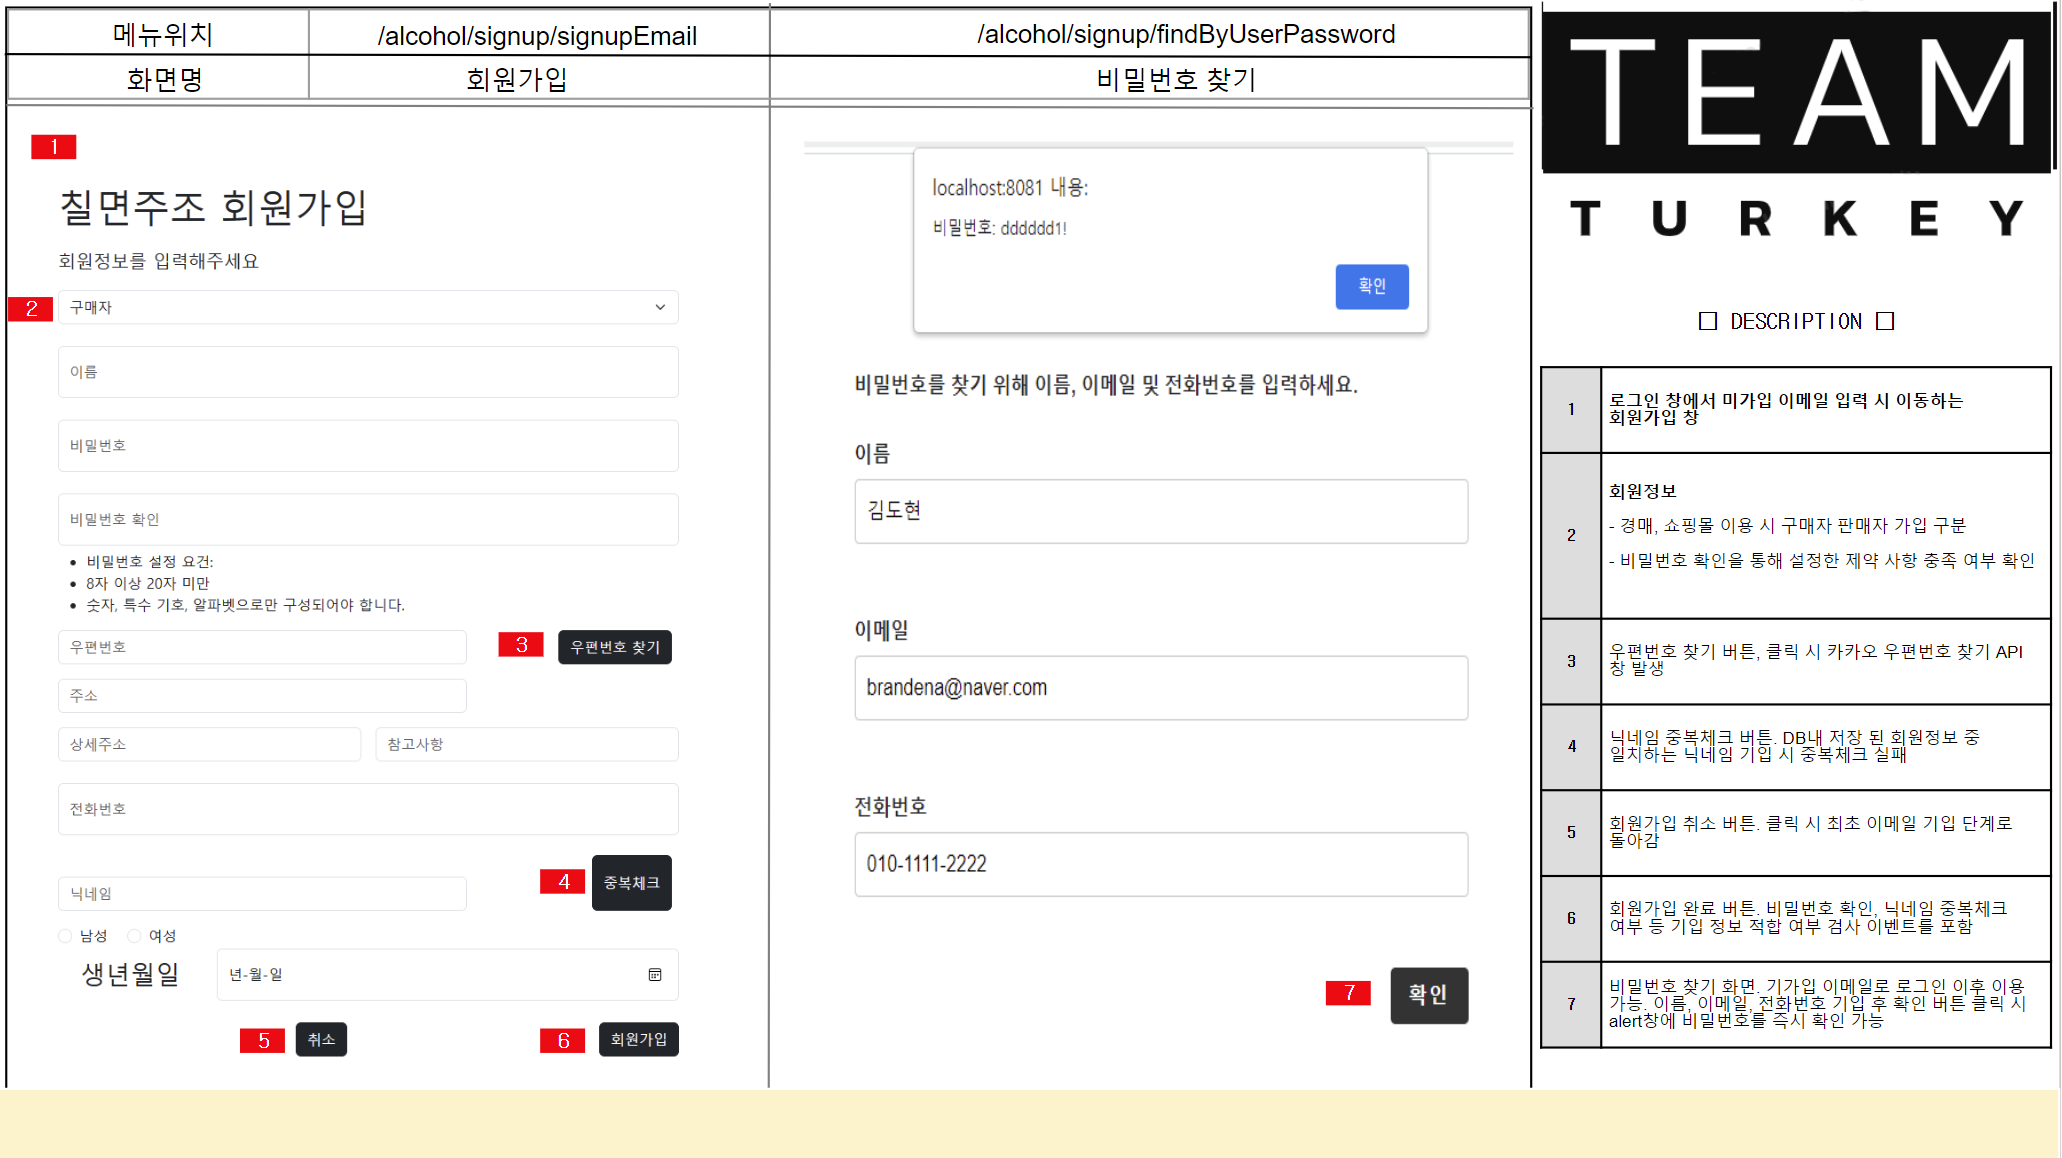 메뉴위치
/alcohol/signup/signupEmail
/alcohol/signup/findByUserPassword
화면명
회원가입
비밀번호 찾기
1
칠면주조 회원가입
회원정보를 입력해주세요
2
구매자
이름
비밀번호
비밀번호 확인
비밀번호 설정 요건:
8자 이상 20자 미만
숫자, 특수 기호, 알파벳으로만 구성되어야 합니다.
우편번호
3
우편번호 찾기
주소
상세주소
참고사항
전화번호
4
중복체크
닉네임
남성
여성
생년월일
년-월-일
5
취소
6
회원가입
localhost:8081 내용:
비밀번호: dddddd1!
확인
비밀번호를 찾기 위해 이름, 이메일 및 전화번호를 입력하세요.
이름
김도현
이메일
brandena@naver.com
전화번호
010-1111-2222
7
확인
TEAM
TURKEY
□ DESCRIPTION □
1
로그인 창에서 미가입 이메일 입력 시 이동하는
회원가입 창
2
회원정보
- 경매, 쇼핑몰 이용 시 구매자 판매자 가입 구분
- 비밀번호 확인을 통해 설정한 제약 사항 충족 여부 확인
3
우편번호 찾기 버튼, 클릭 시 카카오 우편번호 찾기 API
창 발생
4
닉네임 중복체크 버튼. DB내 저장 된 회원정보 중
일치하는 닉네임 기입 시 중복체크 실패
5
회원가입 취소 버튼. 클릭 시 최초 이메일 기입 단계로
돌아감
6
회원가입 완료 버튼. 비밀번호 확인, 닉네임 중복체크
여부 등 기입 정보 적합 여부 검사 이벤트를 포함
7
비밀번호 찾기 화면. 기가입 이메일로 로그인 이후 이용
가능. 이름, 이메일, 전화번호 기입 후 확인 버튼 클릭 시
alert창에 비밀번호를 즉시 확인 가능